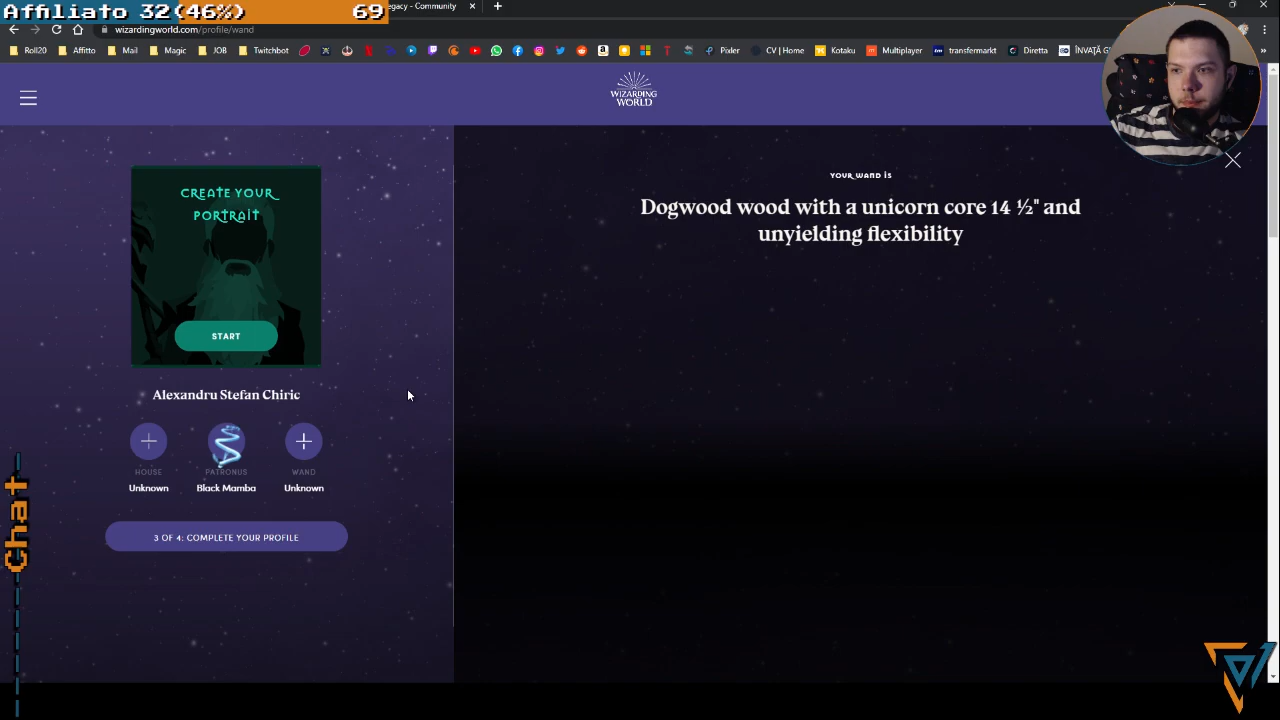 Affiliato 32(46%) 69
egacy - Community
wizardingworld.com/profile/wand
Roll20 Affitto Mail Magic JOB Twitchbot Pixler CV | Home Kotaku Multiplayer transfermarkt Diretta ÎNVAȚĂ
WIZARDING
WORLD
CREATE YOUR
PORTRAIT
START
Alexandru Stefan Chiric
HOUSE PATRONUS WAND
Unknown Black Mamba Unknown
3 OF 4: COMPLETE YOUR PROFILE
YOUR WAND IS
Dogwood wood with a unicorn core 14 ½" and
unyielding flexibility
Chat